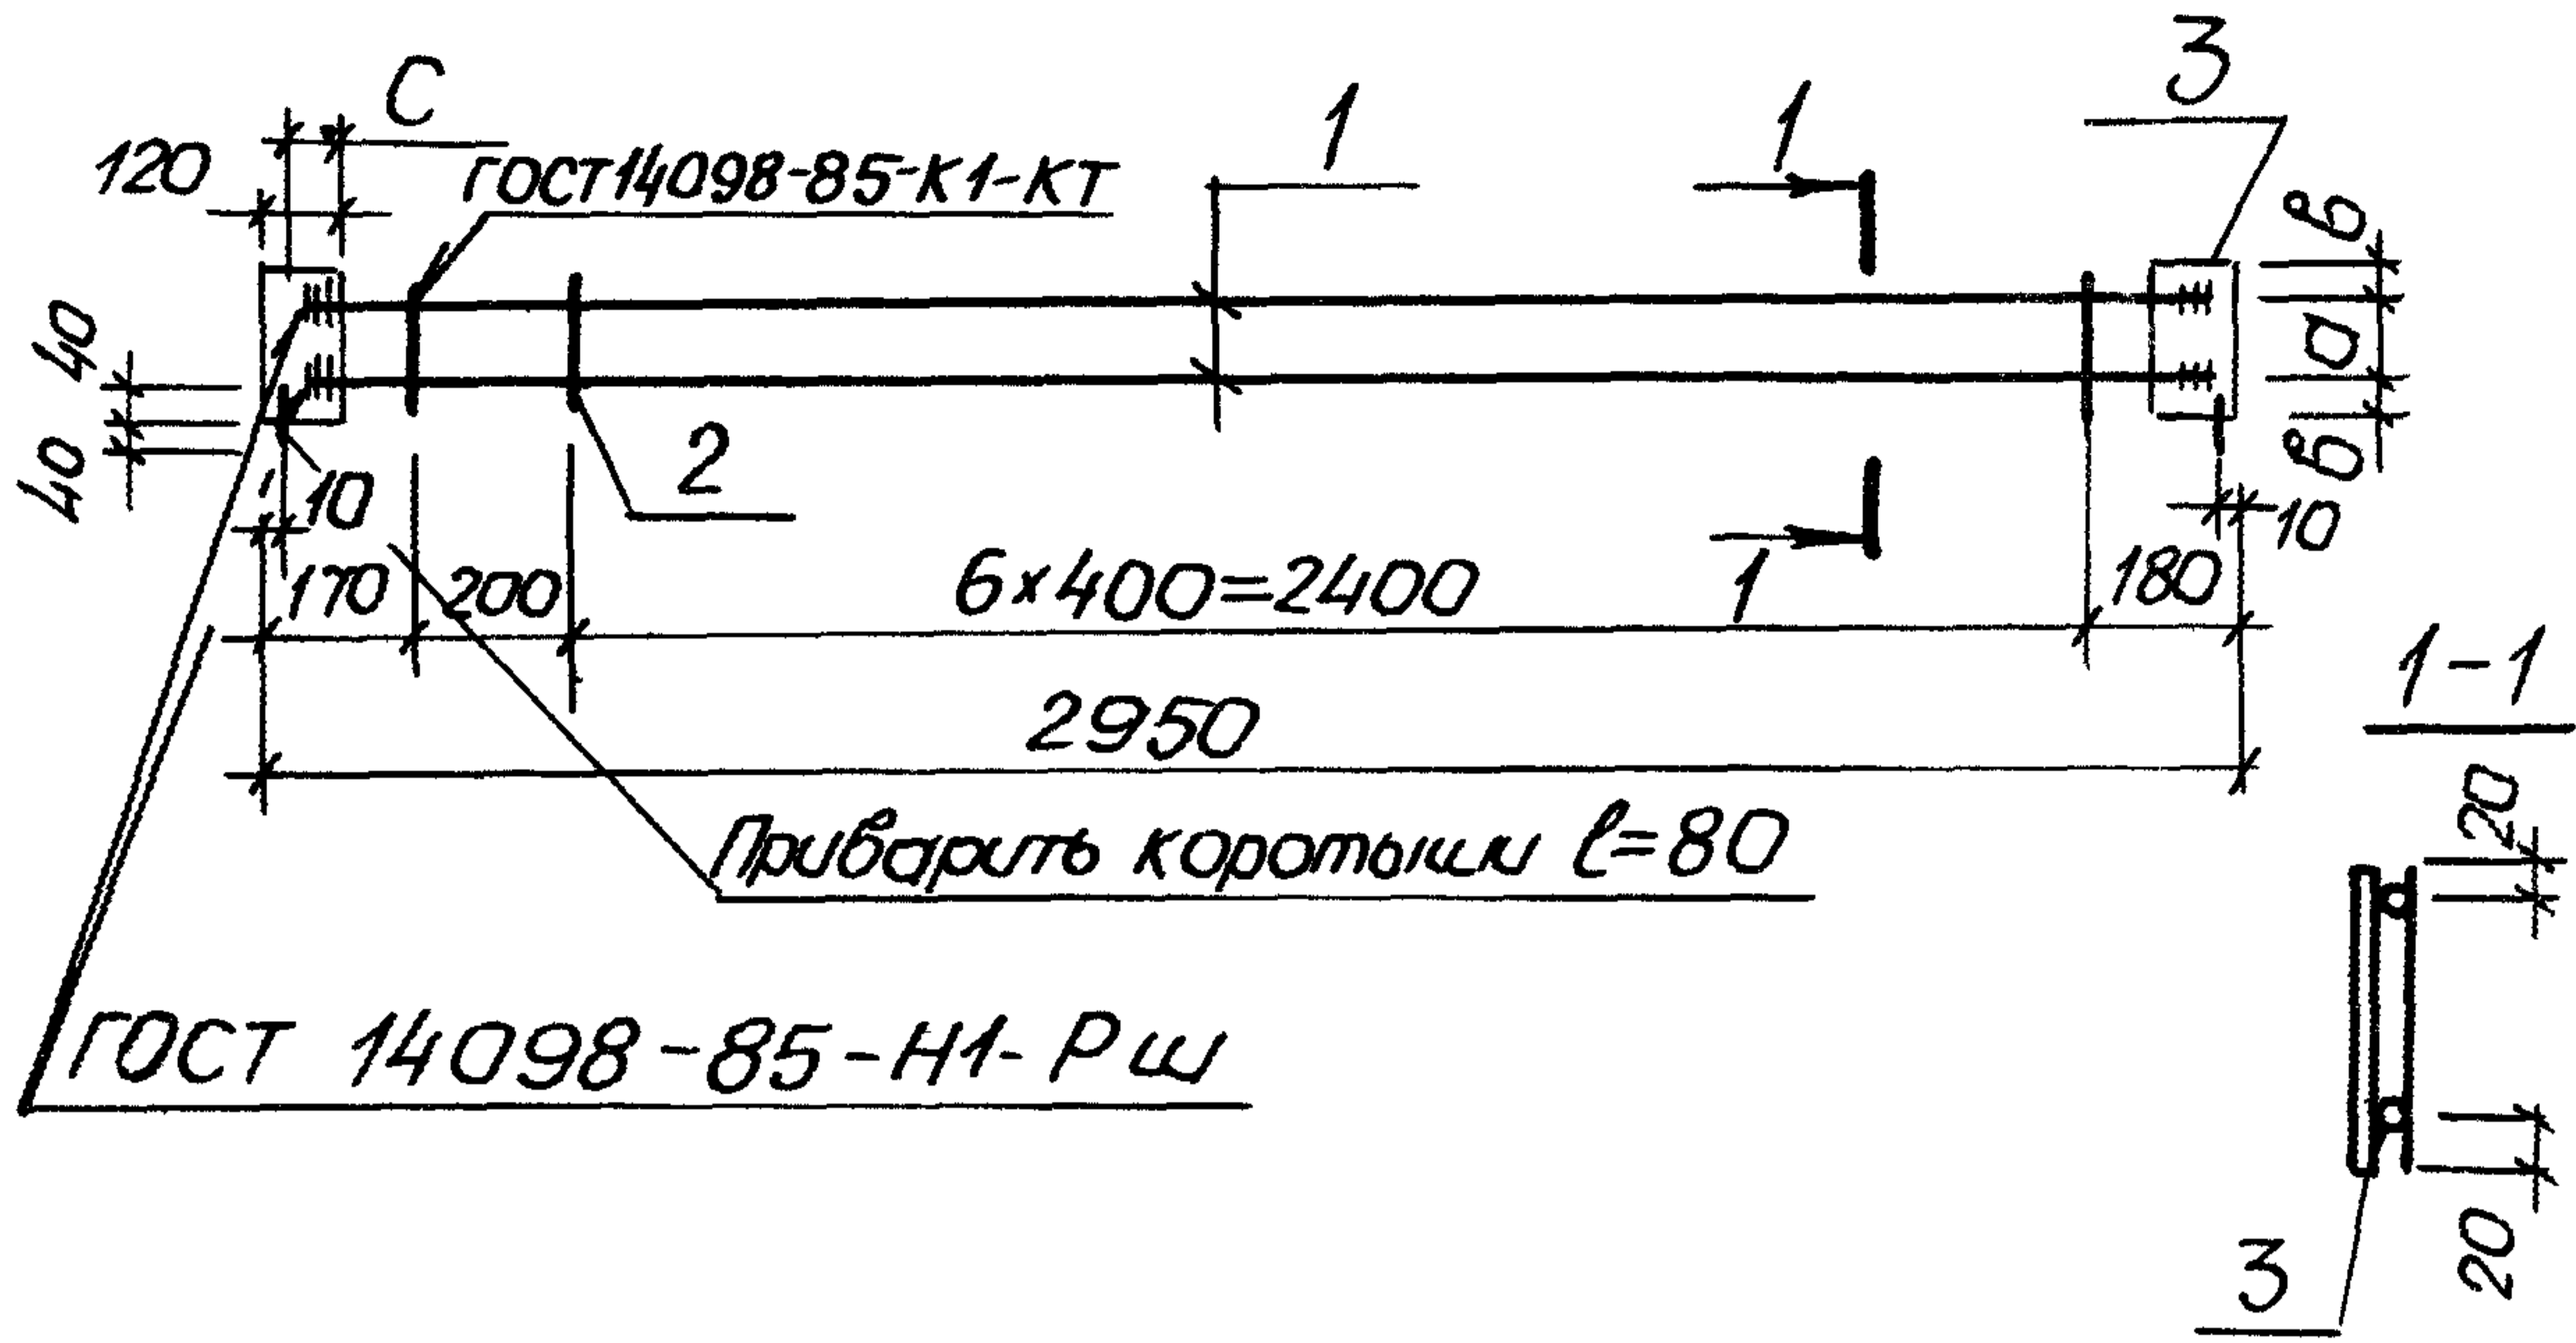 С
120
ГОСТ14098-85-К1-КТ
1
1
3
в
а
в
40
40
10
2
10
170
200
6×400=2400
1
180
2950
1-1
20
Приварить коротыши ℓ=80
ГОСТ 14098-85-Н1-Рш
3
20